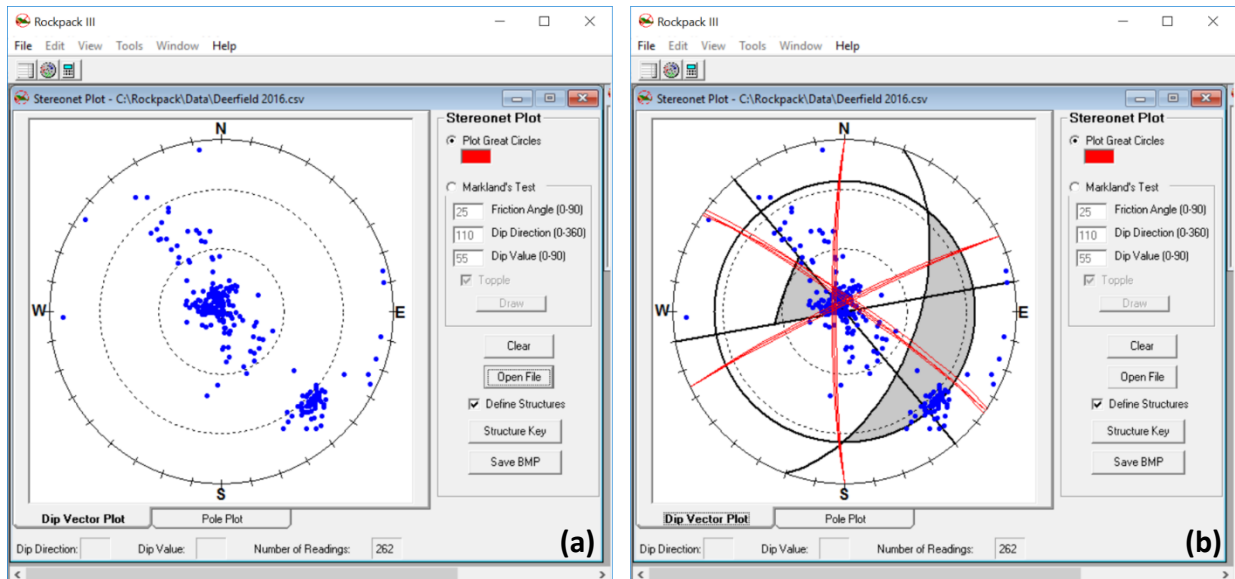 Rockpack III
File Edit View Tools Window Help
Stereonet Plot - C:\Rockpack\Data\Deerfield 2016.csv
N
W
E
S
Stereonet Plot
Plot Great Circles
Markland's Test
25 Friction Angle (0-90)
110 Dip Direction (0-360)
55 Dip Value (0-90)
Topple
Draw
Clear
Open File
Define Structures
Structure Key
Save BMP
Dip Vector Plot
Pole Plot
Dip Direction: Dip Value: Number of Readings: 262
(a)
Rockpack III
File Edit View Tools Window Help
Stereonet Plot - C:\Rockpack\Data\Deerfield 2016.csv
N
W
E
S
Stereonet Plot
Plot Great Circles
Markland's Test
25 Friction Angle (0-90)
110 Dip Direction (0-360)
55 Dip Value (0-90)
Topple
Draw
Clear
Open File
Define Structures
Structure Key
Save BMP
Dip Vector Plot
Pole Plot
Dip Direction: Dip Value: Number of Readings: 262
(b)